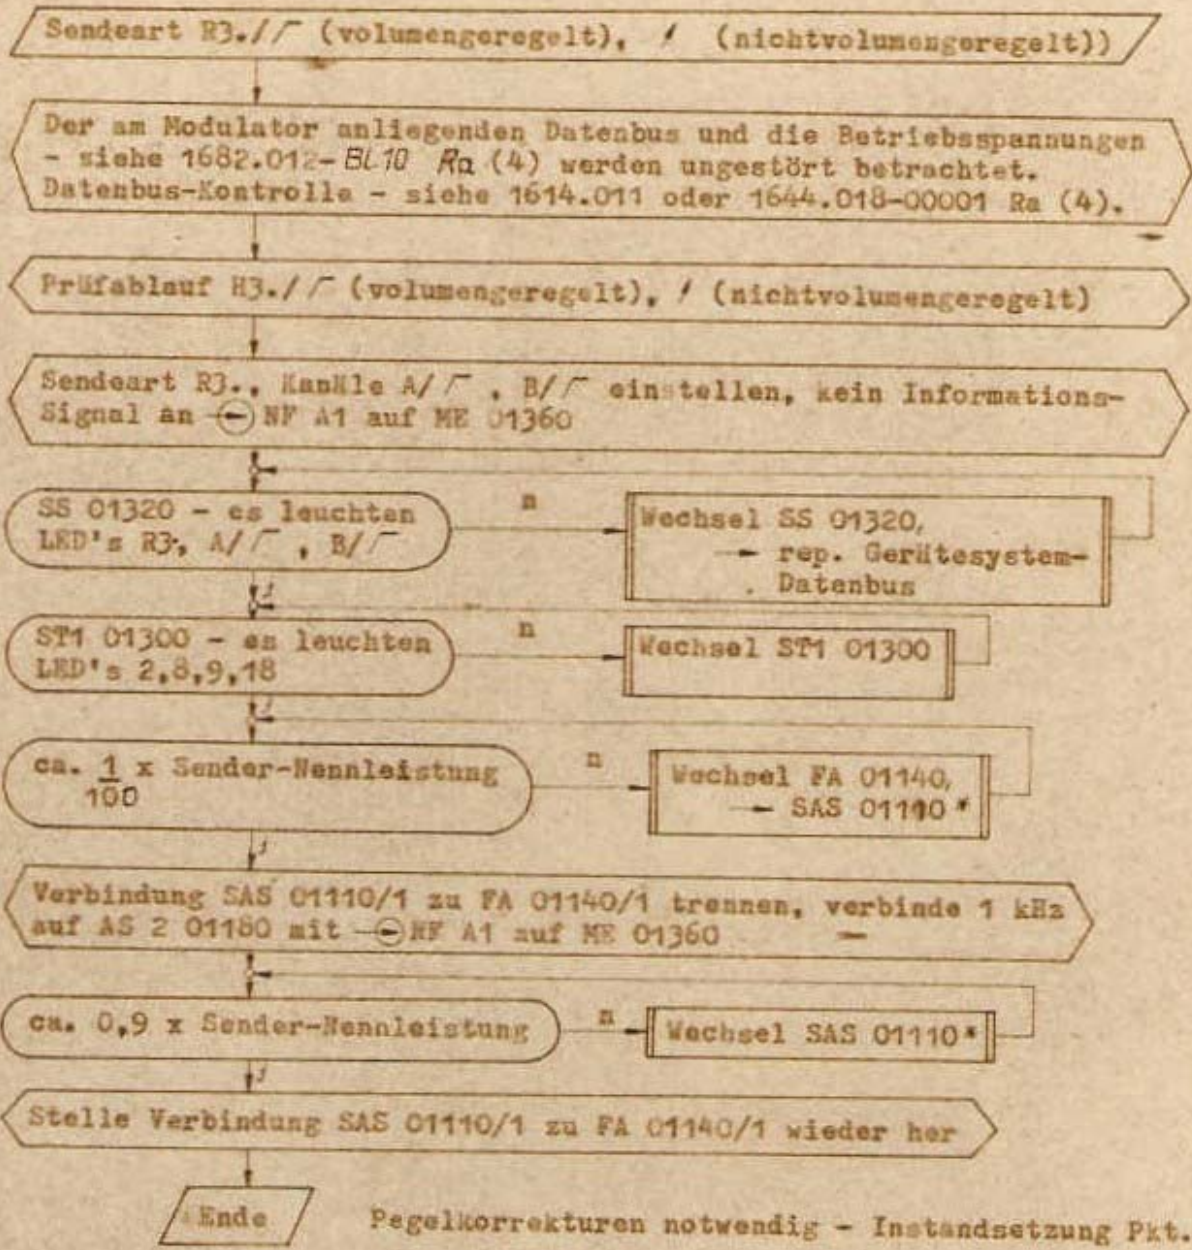 Sendeart R3.//⎾ (volumengeregelt), / (nichtvolumengeregelt))
Der am Modulator anliegenden Datenbus und die Betriebsspannungen
- siehe 1682.012-BL10 Ra (4) werden ungestört betrachtet.
Datenbus-Kontrolle - siehe 1614.011 oder 1644.018-00001 Ra (4).
Prüfablauf H3.//⎾ (volumengeregelt), / (nichtvolumengeregelt)
Sendeart R3., Kanäle A/⎾ , B/⎾ einstellen, kein Informations-
Signal an NF A1 auf ME 01360
SS 01320 - es leuchten
LED's R3., A/⎾ , B/⎾
n
Wechsel SS 01320,
→ rep. Gerätesystem-
Datenbus
j
ST1 01300 - es leuchten
LED's 2,8,9,18
n
Wechsel ST1 01300
j
ca. 1/100 x Sender-Nennleistung
n
Wechsel FA 01140,
→ SAS 01110*
j
Verbindung SAS 01110/1 zu FA 01140/1 trennen, verbinde 1 kHz
auf AS 2 01180 mit NF A1 auf ME 01360
ca. 0,9 x Sender-Nennleistung
n
Wechsel SAS 01110*
j
Stelle Verbindung SAS 01110/1 zu FA 01140/1 wieder her
Ende
Pegelkorrekturen notwendig - Instandsetzung Pkt.